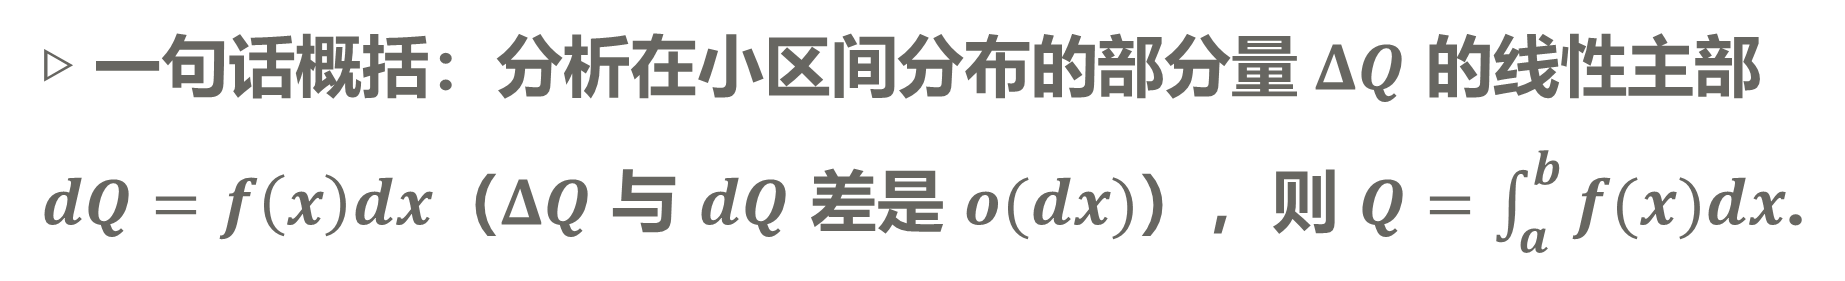 ▷ 一句话概括：分析在小区间分布的部分量 ΔQ 的线性主部
dQ = f(x)dx（ΔQ 与 dQ 差是 o(dx)），则 Q = ∫_a^b f(x)dx.